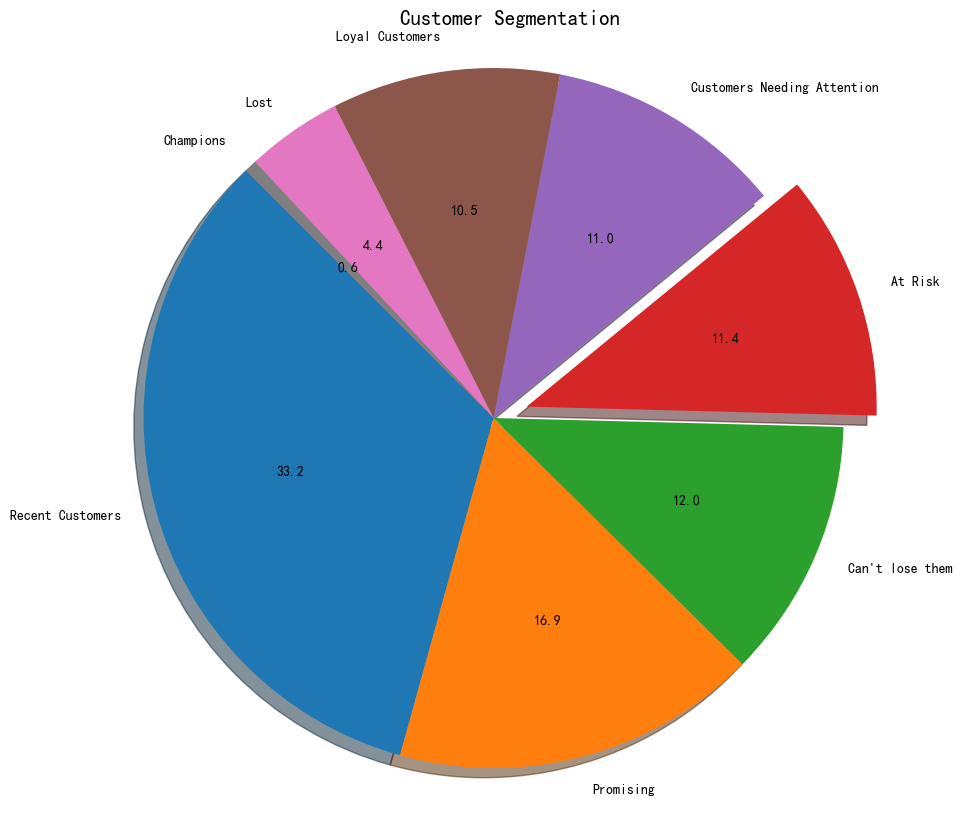 Customer Segmentation
Loyal Customers
Customers Needing Attention
Lost
Champions
10.5
11.0
4.4
0.6
At Risk
11.4
33.2
12.0
Recent Customers
Can't lose them
16.9
Promising